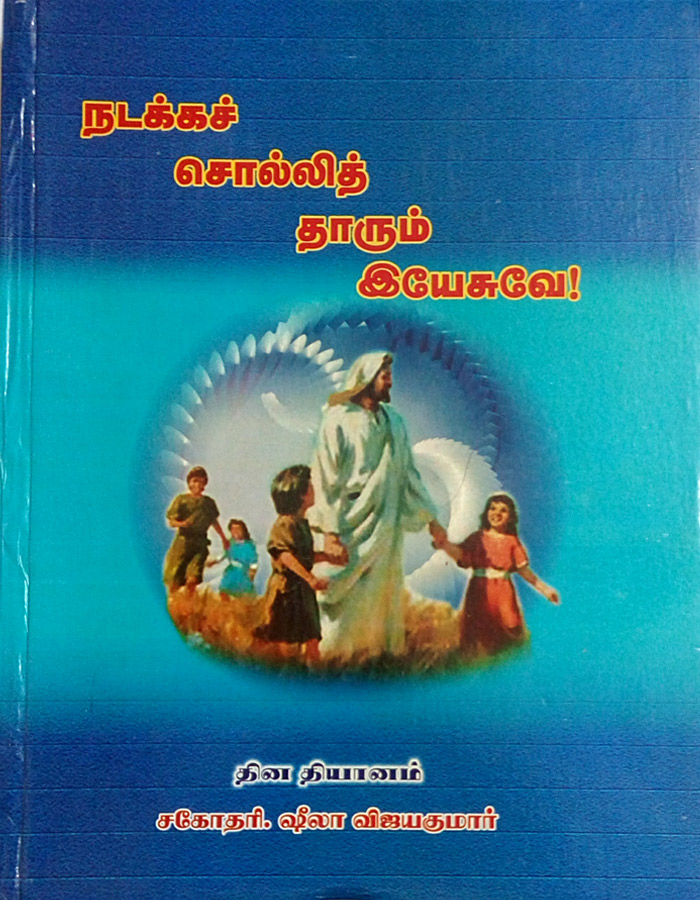 நடக்கச்
சொல்லித்
தாரும்
இயேசுவே!
தின தியானம்
சகோதரி. ஷீலா விஜயகுமார்